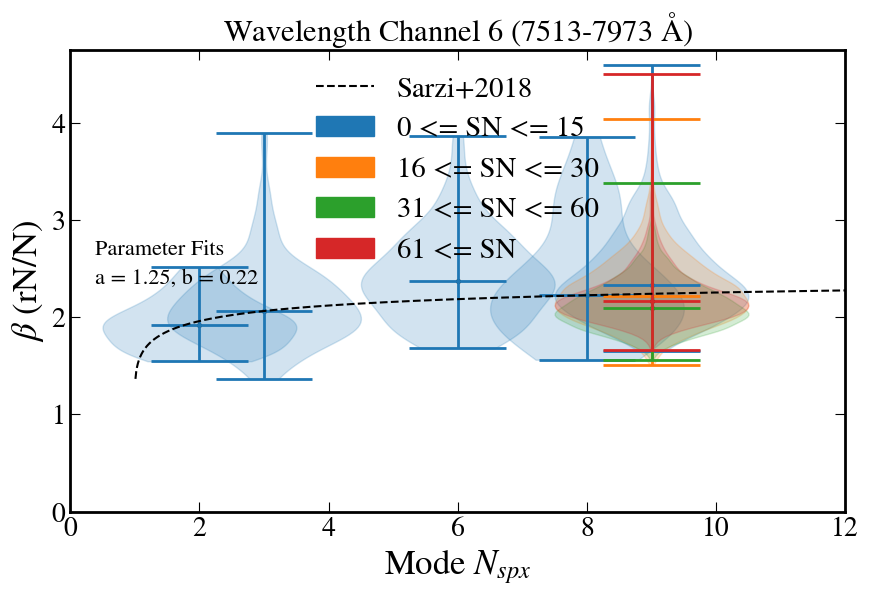 Wavelength Channel 6 (7513-7973 Å)
Sarzi+2018
0 <= SN <= 15
16 <= SN <= 30
31 <= SN <= 60
61 <= SN
Parameter Fits
a = 1.25, b = 0.22
β (rN/N)
4
3
2
1
0
0 2 4 6 8 10 12
Mode N_{spx}